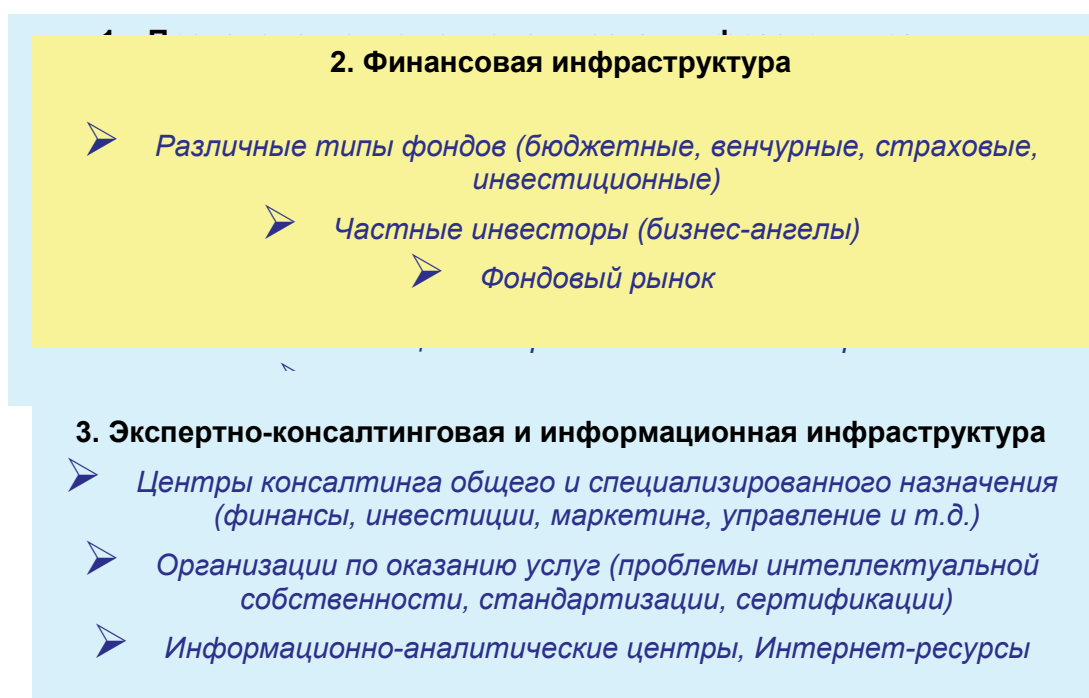 2. Финансовая инфраструктура
➢ Различные типы фондов (бюджетные, венчурные, страховые,
инвестиционные)
➢ Частные инвесторы (бизнес-ангелы)
➢ Фондовый рынок
3. Экспертно-консалтинговая и информационная инфраструктура
➢ Центры консалтинга общего и специализированного назначения
(финансы, инвестиции, маркетинг, управление и т.д.)
➢ Организации по оказанию услуг (проблемы интеллектуальной
собственности, стандартизации, сертификации)
➢ Информационно-аналитические центры, Интернет-ресурсы